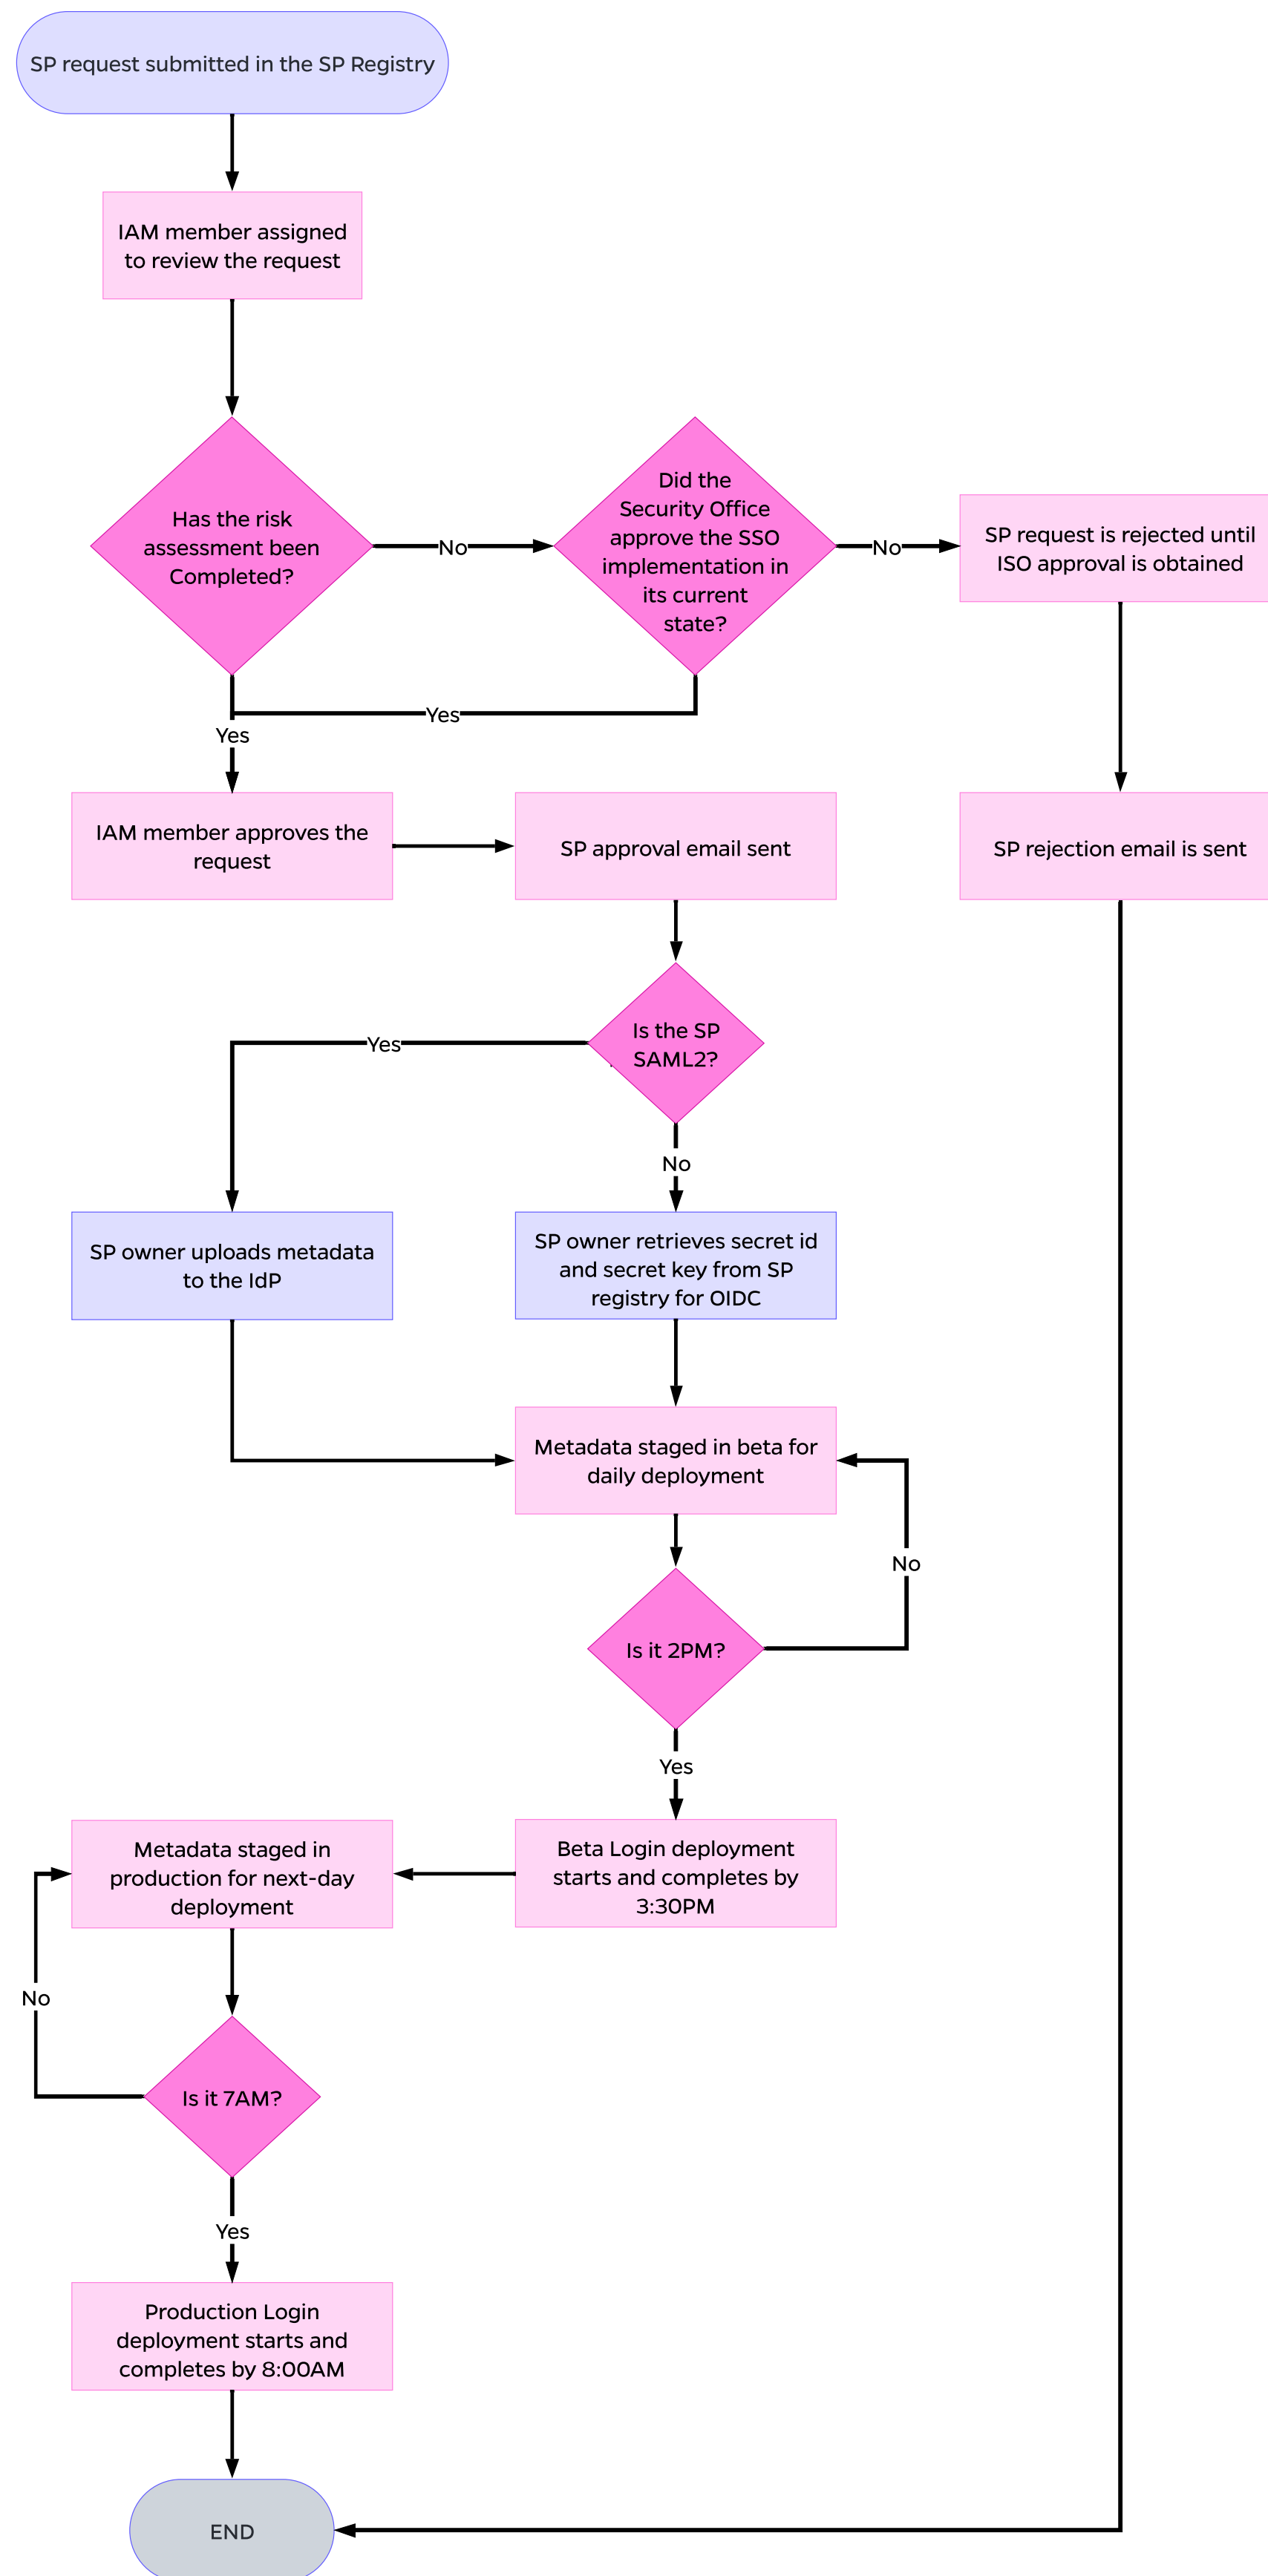 SP request submitted in the SP Registry
IAM member assigned
to review the request
Has the risk
assessment been
Completed?
No
Did the
Security Office
approve the SSO
implementation in
its current
state?
No
SP request is rejected until
ISO approval is obtained
Yes
Yes
IAM member approves the
request
SP approval email sent
SP rejection email is sent
Is the SP
SAML2?
Yes
No
SP owner uploads metadata
to the IdP
SP owner retrieves secret id
and secret key from SP
registry for OIDC
Metadata staged in beta for
daily deployment
No
Is it 2PM?
Yes
Beta Login deployment
starts and completes by
3:30PM
Metadata staged in
production for next-day
deployment
No
Is it 7AM?
Yes
Production Login
deployment starts and
completes by 8:00AM
END